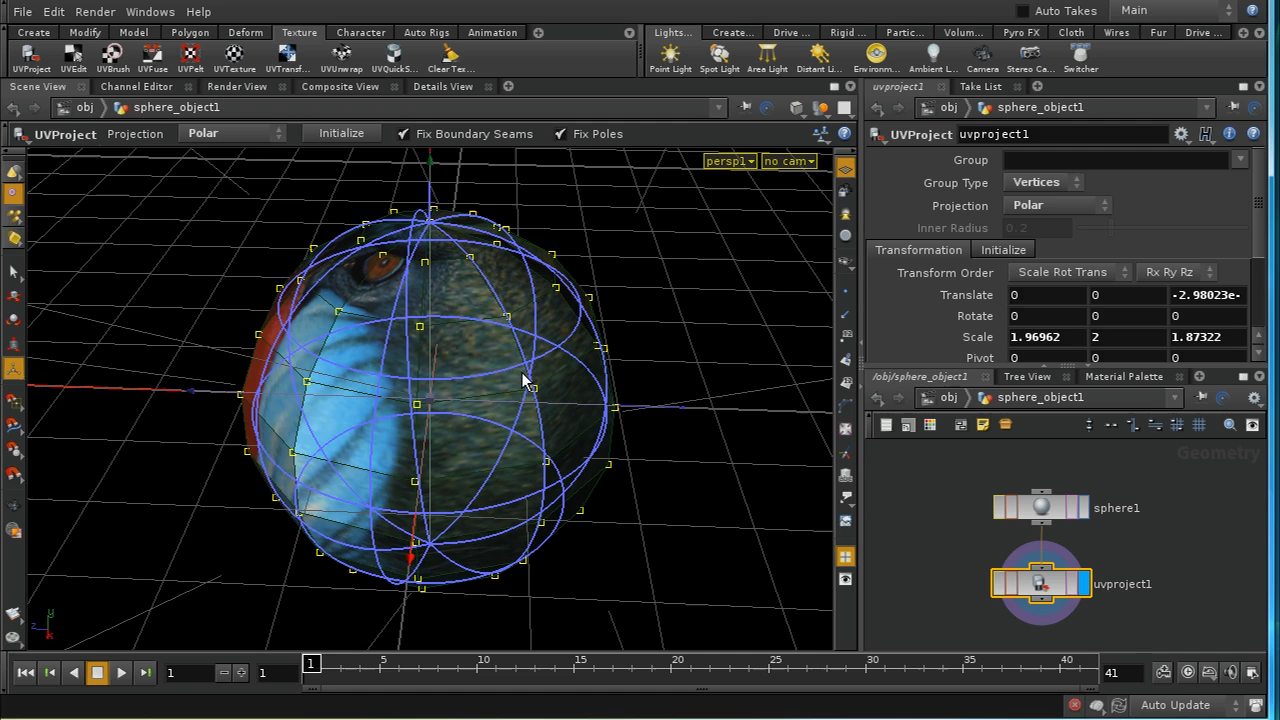 File Edit Render Windows Help Auto Takes Main
Create Modify Model Polygon Deform Texture Character Auto Rigs Animation Lights... Create... Drive ... Rigid ... Partic... Volum... Pyro FX Cloth Wires Fur Drive ...
UVProject UVEdit UVBrush UVFuse UVPelt UVTexture UVTransf... UVUnwrap UVQuickS... Clear Tex... Point Light Spot Light Area Light Distant Li... Environm... Ambient L... Camera Stereo Ca... Switcher
Scene View Channel Editor Render View Composite View Details View uvproject1 Take List
obj sphere_object1 obj sphere_object1
UVProject Projection Polar Initialize Fix Boundary Seams Fix Poles UVProject uvproject1
persp1 no cam
Group
Group Type Vertices
Projection Polar
Inner Radius 0.2
Transformation Initialize
Transform Order Scale Rot Trans Rx Ry Rz
Translate 0 0 -2.98023e-
Rotate 0 0 0
Scale 1.96962 2 1.87322
Pivot 0 0 0
/obj/sphere_object1 Tree View Material Palette
obj sphere_object1
Geometry
sphere1
uvproject1
y
z
x
1 1 1 5 10 15 20 25 30 35 40 41
Auto Update